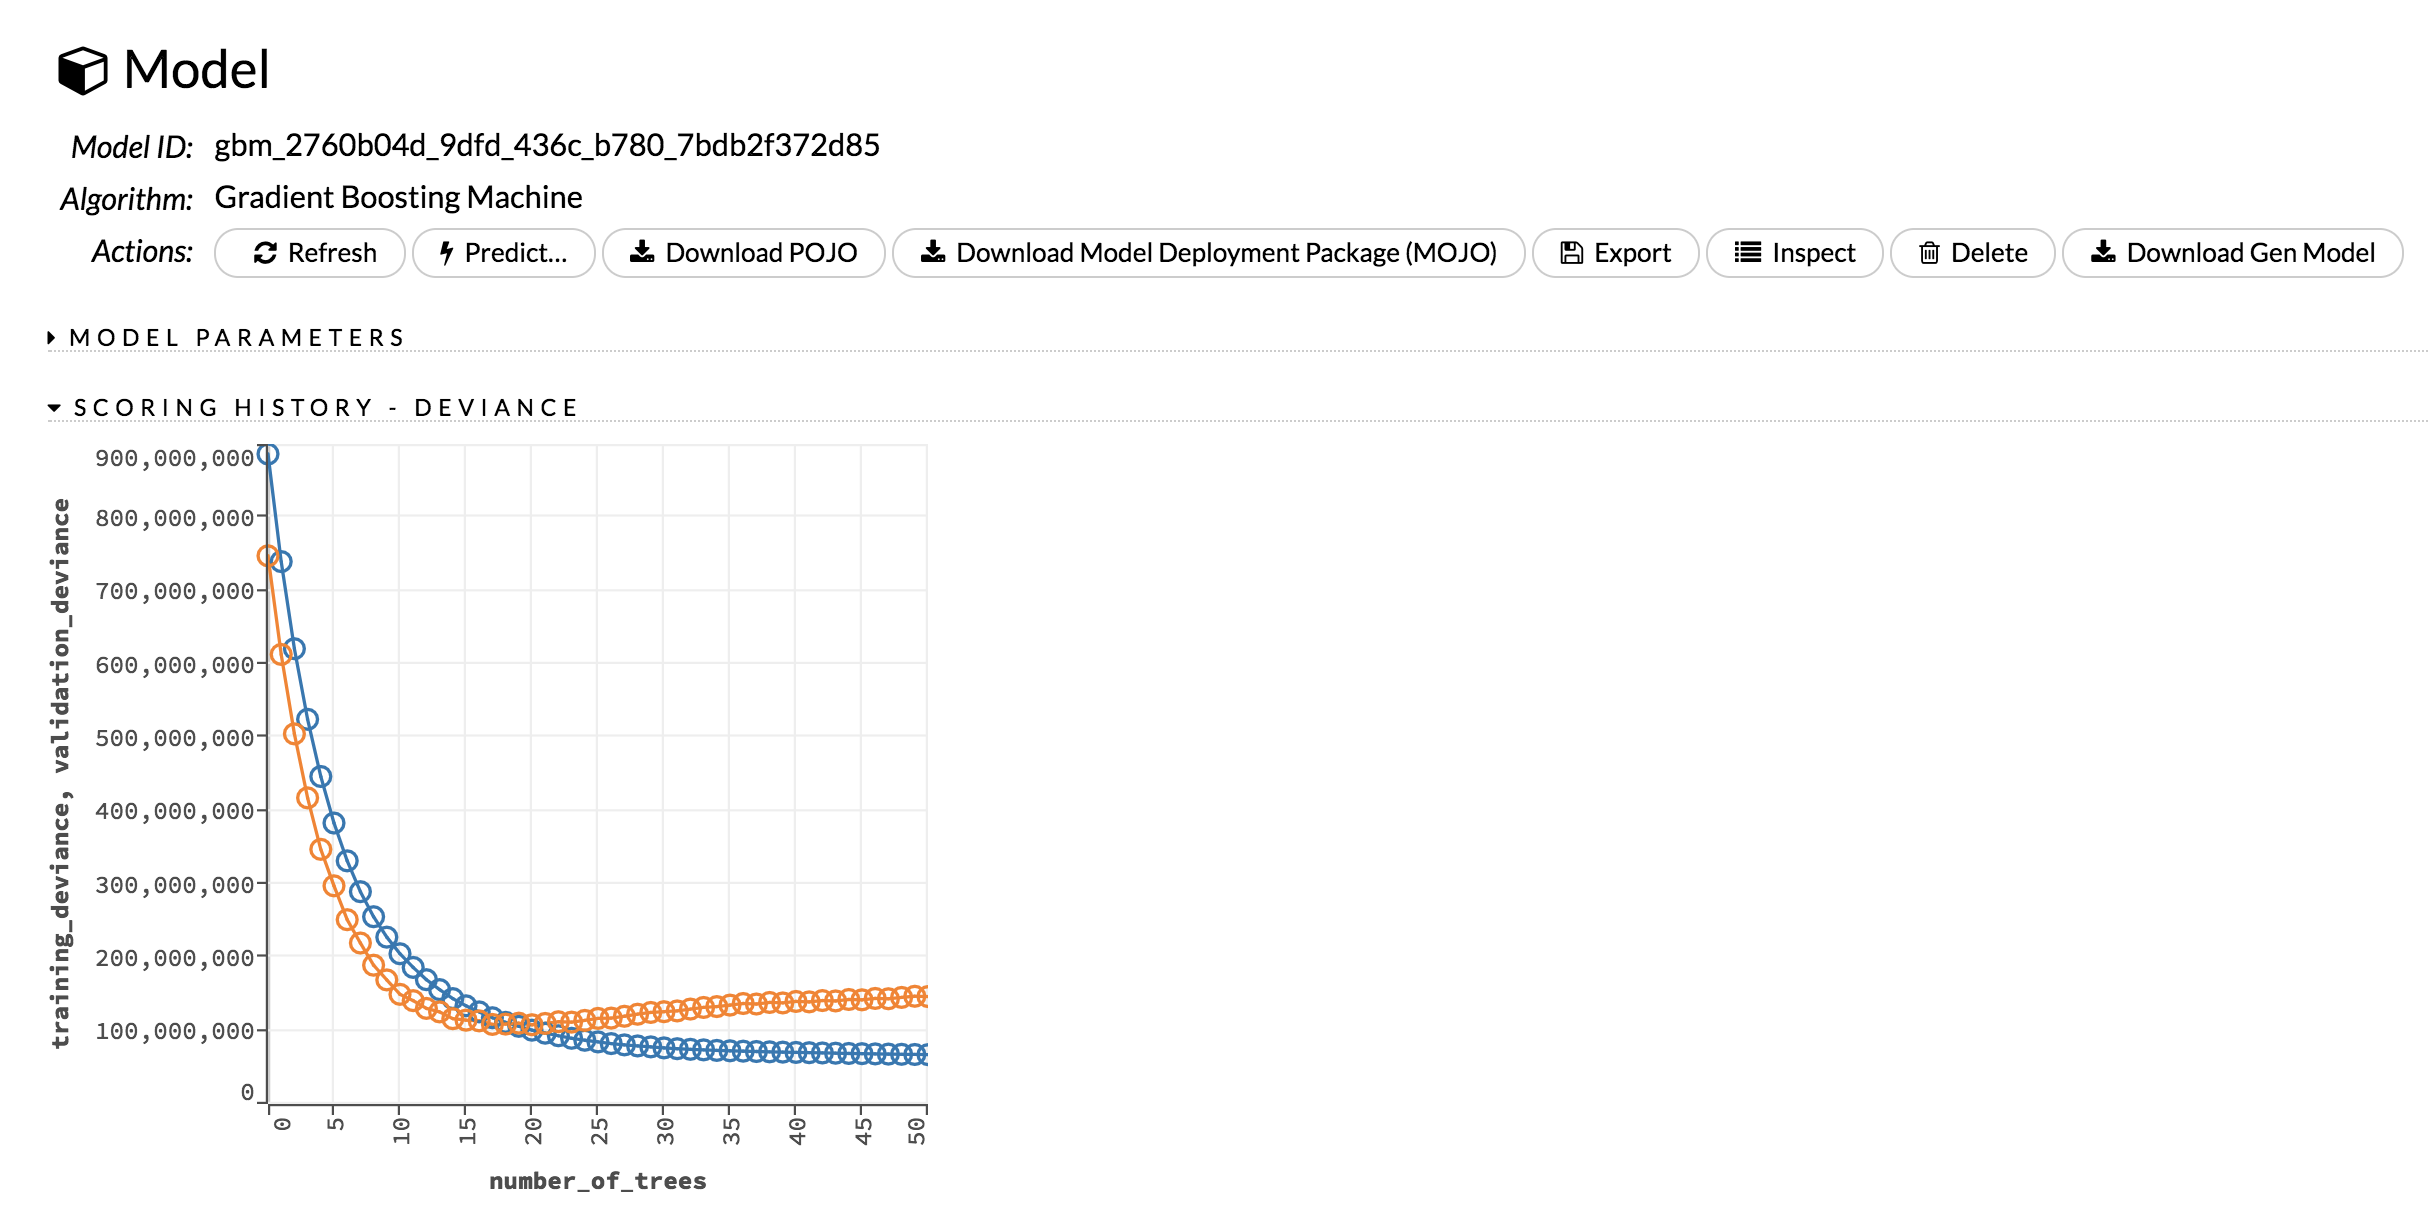 Model
Model ID: gbm_2760b04d_9dfd_436c_b780_7bdb2f372d85
Algorithm: Gradient Boosting Machine
Actions: Refresh Predict... Download POJO Download Model Deployment Package (MOJO) Export Inspect Delete Download Gen Model
MODEL PARAMETERS
SCORING HISTORY - DEVIANCE
training_deviance, validation_deviance
900,000,000
800,000,000
700,000,000
600,000,000
500,000,000
400,000,000
300,000,000
200,000,000
100,000,000
0
0 5 10 15 20 25 30 35 40 45 50
number_of_trees